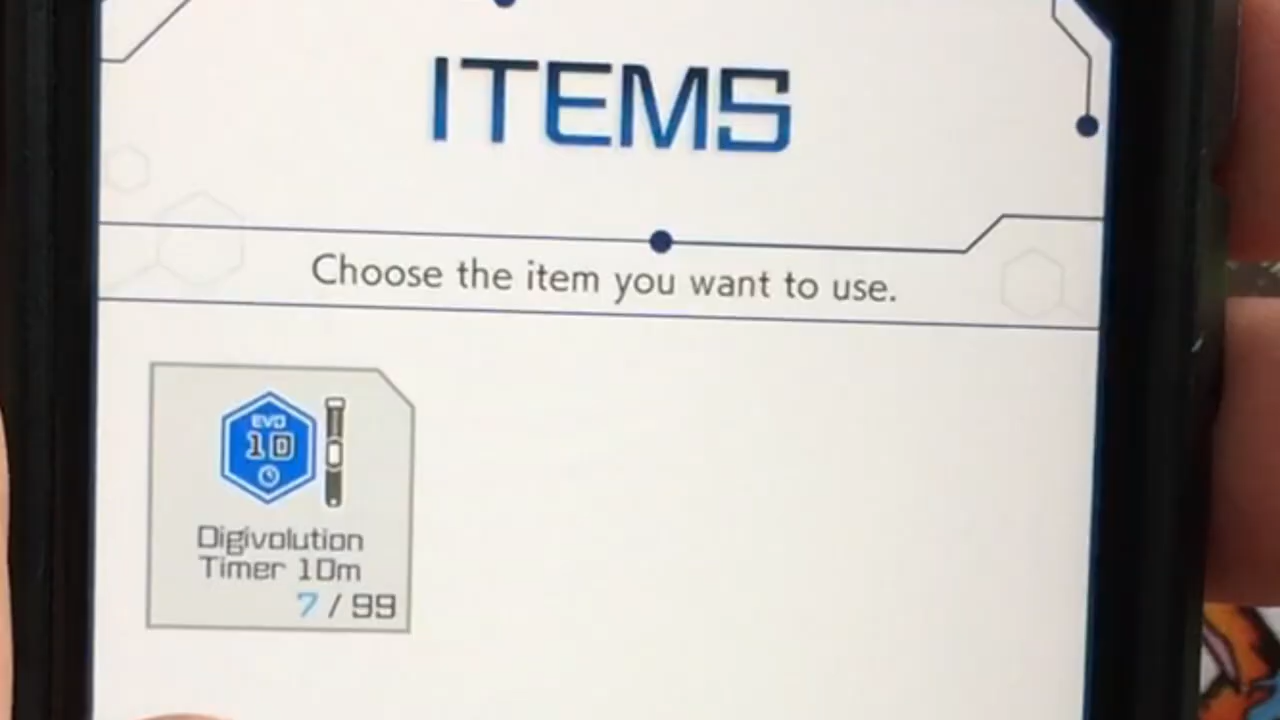 ITEMS
Choose the item you want to use.
EVO
10
Digivolution
Timer 10m
7 / 99